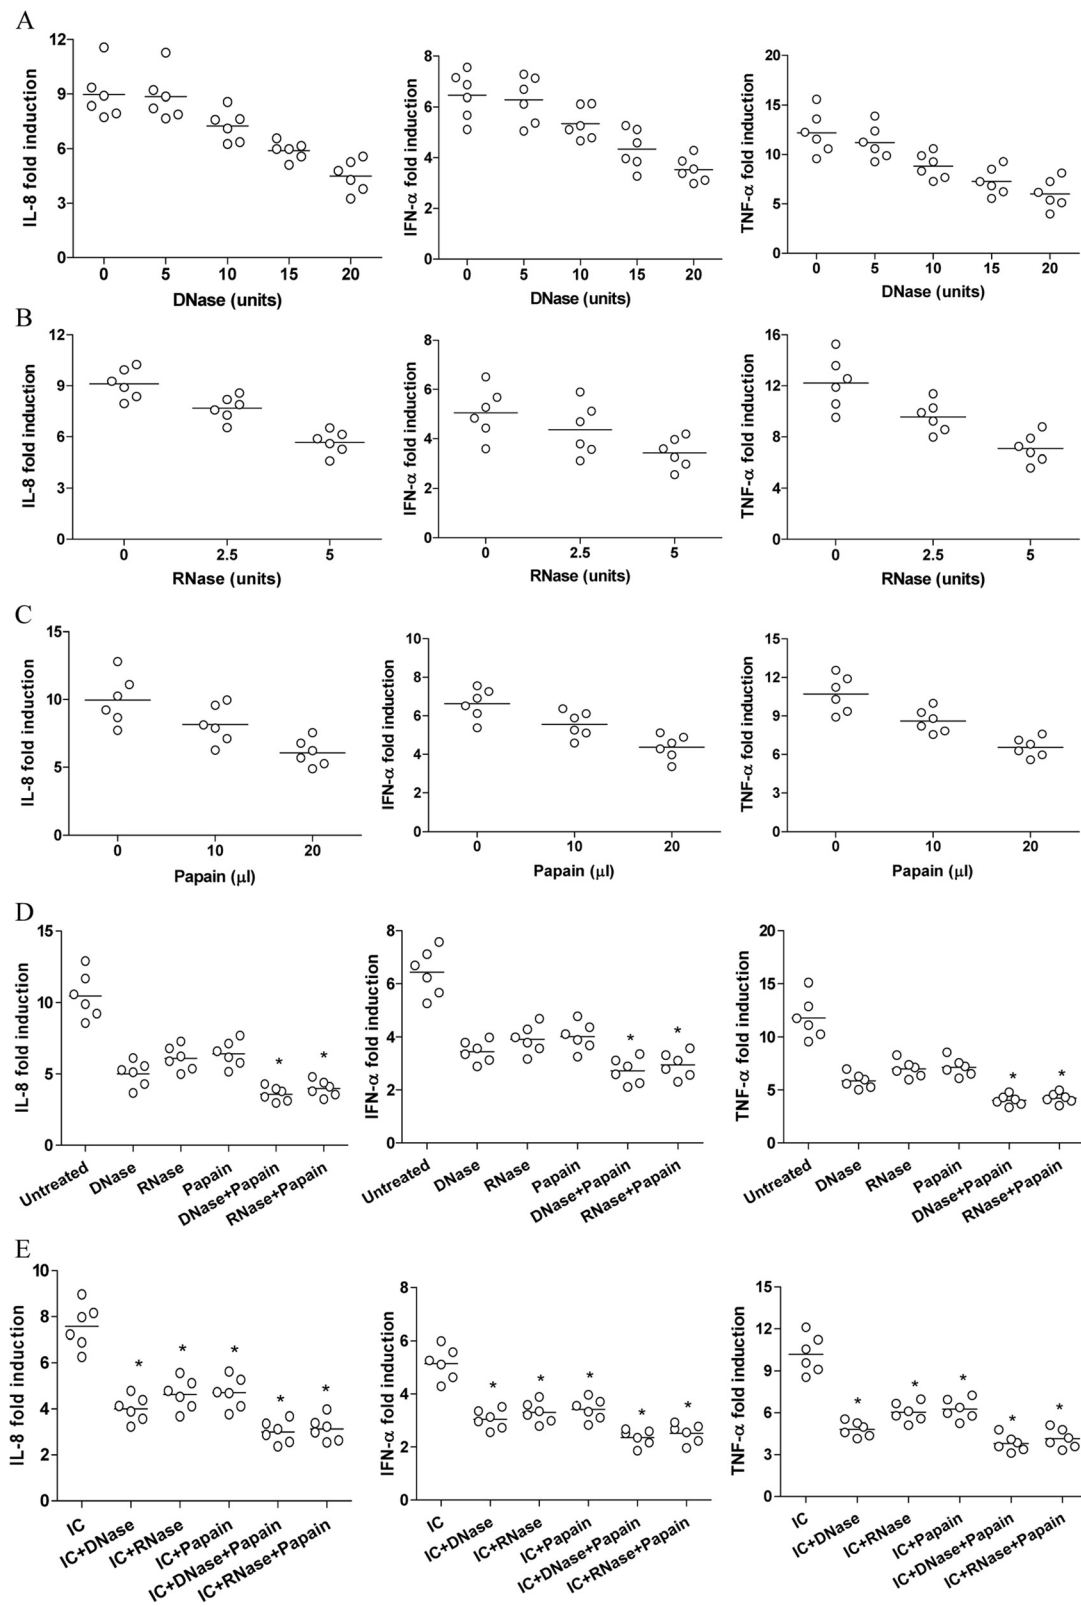 A
IL-8 fold induction
12
9
6
3
0
0 5 10 15 20
DNase (units)
IFN-α fold induction
8
6
4
2
0
0 5 10 15 20
DNase (units)
TNF-α fold induction
20
15
10
5
0
0 5 10 15 20
DNase (units)
B
IL-8 fold induction
12
9
6
3
0
0 2.5 5
RNase (units)
IFN-α fold induction
8
6
4
2
0
0 2.5 5
RNase (units)
TNF-α fold induction
16
12
8
4
0
0 2.5 5
RNase (units)
C
IL-8 fold induction
15
10
5
0
0 10 20
Papain (µl)
IFN-α fold induction
10
8
6
4
2
0
0 10 20
Papain (µl)
TNF-α fold induction
15
12
9
6
3
0
0 10 20
Papain (µl)
D
IL-8 fold induction
15
10
5
0
* *
Untreated
DNase
RNase
Papain
DNase+Papain
RNase+Papain
IFN-α fold induction
8
6
4
2
0
* *
Untreated
DNase
RNase
Papain
DNase+Papain
RNase+Papain
TNF-α fold induction
20
15
10
5
0
* *
Untreated
DNase
RNase
Papain
DNase+Papain
RNase+Papain
E
IL-8 fold induction
10
8
6
4
2
0
* * * * *
IC
IC+DNase
IC+RNase
IC+Papain
IC+DNase+Papain
IC+RNase+Papain
IFN-α fold induction
8
6
4
2
0
* * * * *
IC
IC+DNase
IC+RNase
IC+Papain
IC+DNase+Papain
IC+RNase+Papain
TNF-α fold induction
15
12
9
6
3
0
* * * * *
IC
IC+DNase
IC+RNase
IC+Papain
IC+DNase+Papain
IC+RNase+Papain